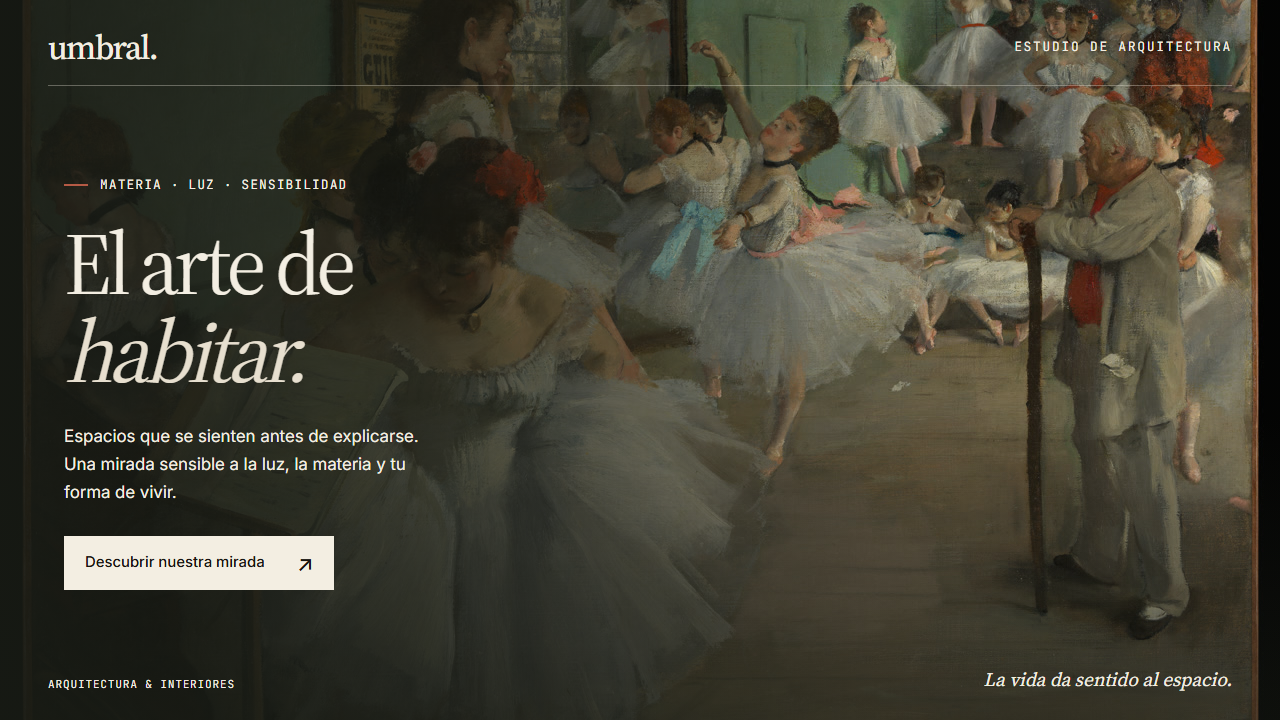 umbral.
ESTUDIO DE ARQUITECTURA
MATERIA · LUZ · SENSIBILIDAD
El arte de
habitar.
Espacios que se sienten antes de explicarse.
Una mirada sensible a la luz, la materia y tu
forma de vivir.
Descubrir nuestra mirada
ARQUITECTURA & INTERIORES
La vida da sentido al espacio.